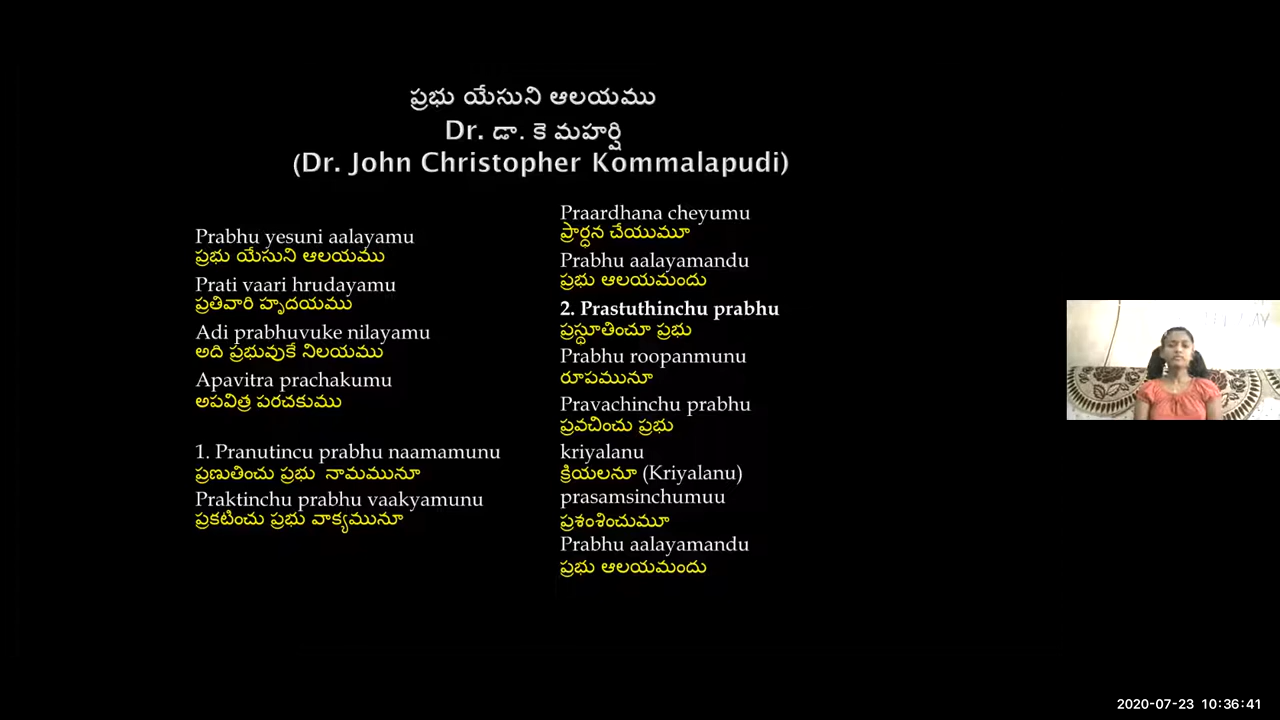 ప్రభు యేసుని ఆలయము
Dr. డా. కె మహర్షి
(Dr. John Christopher Kommalapudi)
Prabhu yesuni aalayamu
ప్రభు యేసుని ఆలయము
Prati vaari hrudayamu
ప్రతివారి హృదయము
Adi prabhuvuke nilayamu
అది ప్రభువుకే నిలయము
Apavitra prachakumu
అపవిత్ర పరచకుము
1. Pranutincu prabhu naamamunu
ప్రణుతించు ప్రభు నామమునూ
Praktinchu prabhu vaakyamunu
ప్రకటించు ప్రభు వాక్యమునూ
Praardhana cheyumu
ప్రార్ధన చేయుమూ
Prabhu aalayamandu
ప్రభు ఆలయమందు
2. Prastuthinchu prabhu
ప్రస్థూతించూ ప్రభు
Prabhu roopanmunu
రూపమునూ
Pravachinchu prabhu
ప్రవచించు ప్రభు
kriyalanu
క్రియలనూ (Kriyalanu)
prasamsinchumuu
ప్రశంశించుమూ
Prabhu aalayamandu
ప్రభు ఆలయమందు
2020-07-23 10:36:41